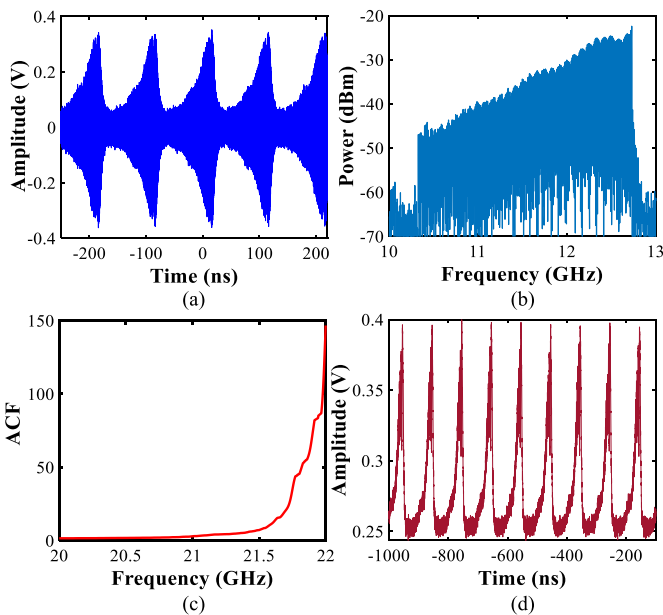 0.4
0.2
0
-0.2
-0.4
Amplitude (V)
-200 -100 0 100 200
Time (ns)
(a)
-20
-30
-40
-50
-60
-70
Power (dBm)
10 11 12 13
Frequency (GHz)
(b)
150
100
50
0
ACF
20 20.5 21 21.5 22
Frequency (GHz)
(c)
0.4
0.35
0.3
0.25
Amplitude (V)
-1000 -800 -600 -400 -200
Time (ns)
(d)